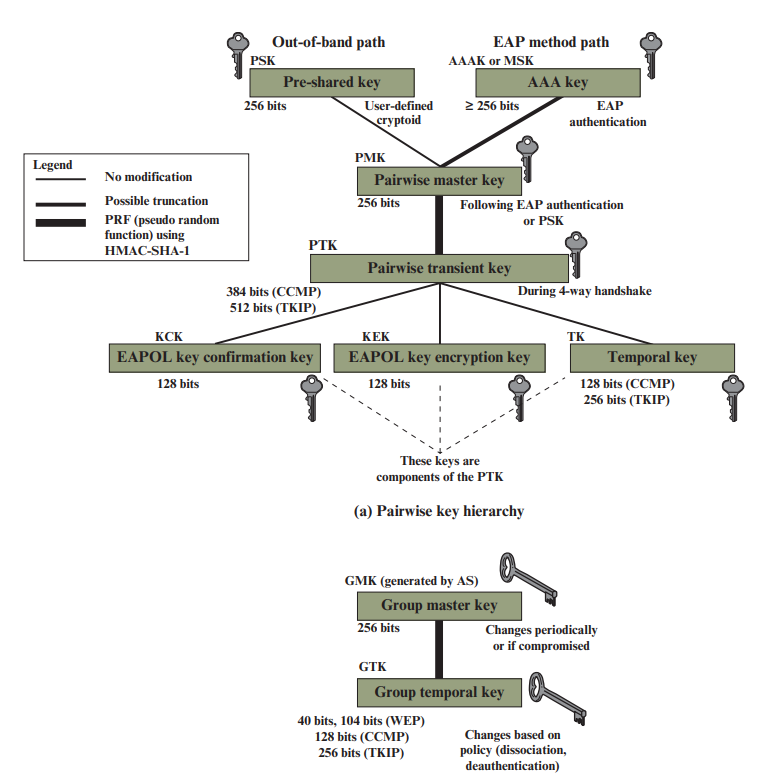 Out-of-band path
EAP method path
PSK
AAAK or MSK
Pre-shared key
AAA key
256 bits
User-defined
cryptoid
≥ 256 bits
EAP
authentication
Legend
No modification
Possible truncation
PRF (pseudo random
function) using
HMAC-SHA-1
PMK
Pairwise master key
256 bits
Following EAP authentication
or PSK
PTK
Pairwise transient key
384 bits (CCMP)
512 bits (TKIP)
During 4-way handshake
KCK
KEK
TK
EAPOL key confirmation key
EAPOL key encryption key
Temporal key
128 bits
128 bits
128 bits (CCMP)
256 bits (TKIP)
These keys are
components of the PTK
(a) Pairwise key hierarchy
GMK (generated by AS)
Group master key
256 bits
Changes periodically
or if compromised
GTK
Group temporal key
40 bits, 104 bits (WEP)
128 bits (CCMP)
256 bits (TKIP)
Changes based on
policy (dissociation,
deauthentication)